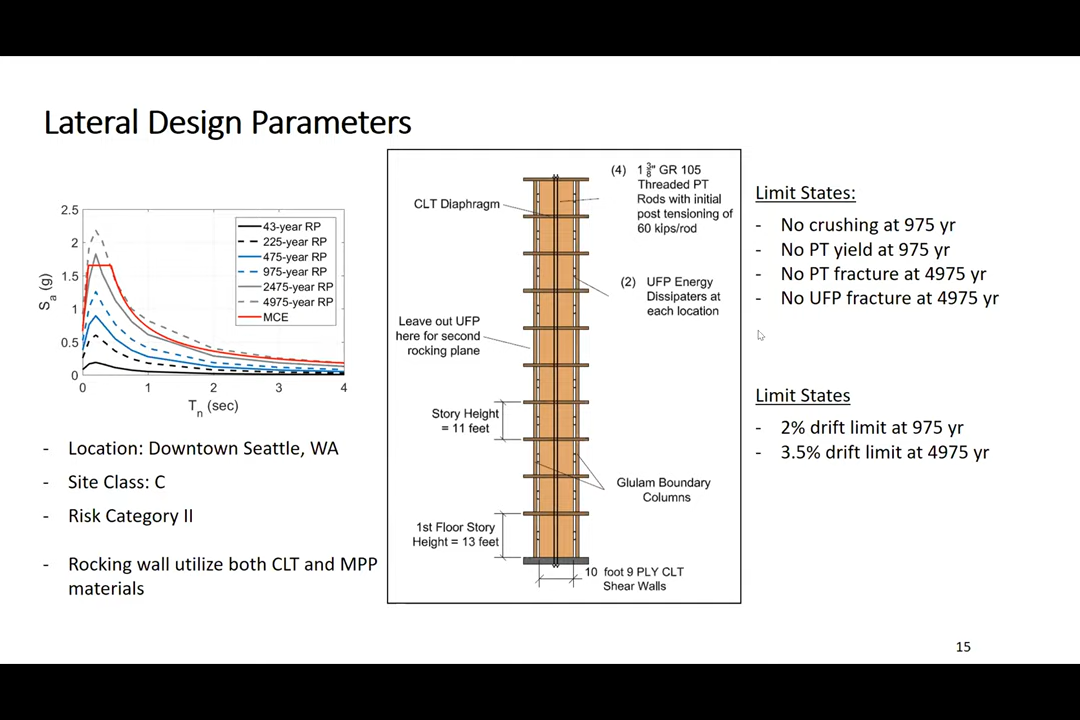 Lateral Design Parameters
2.5
2
1.5
1
0.5
0
0
1
2
3
4
Sa (g)
Tn (sec)
43-year RP
225-year RP
475-year RP
975-year RP
2475-year RP
4975-year RP
MCE
- Location: Downtown Seattle, WA
- Site Class: C
- Risk Category II
- Rocking wall utilize both CLT and MPP
materials
CLT Diaphragm
(4) 1 3/8" GR 105
Threaded PT
Rods with initial
post tensioning of
60 kips/rod
(2) UFP Energy
Dissipaters at
each location
Leave out UFP
here for second
rocking plane
Story Height
= 11 feet
Glulam Boundary
Columns
1st Floor Story
Height = 13 feet
10 foot 9 PLY CLT
Shear Walls
Limit States:
- No crushing at 975 yr
- No PT yield at 975 yr
- No PT fracture at 4975 yr
- No UFP fracture at 4975 yr
Limit States
- 2% drift limit at 975 yr
- 3.5% drift limit at 4975 yr
15